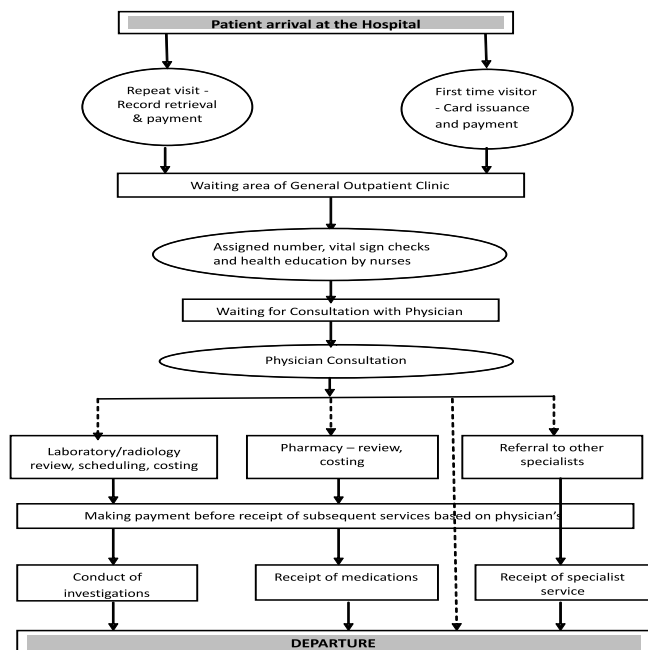 Patient arrival at the Hospital
Repeat visit -
Record retrieval
& payment
First time visitor
- Card issuance
and payment
Waiting area of General Outpatient Clinic
Assigned number, vital sign checks
and health education by nurses
Waiting for Consultation with Physician
Physician Consultation
Laboratory/radiology
review, scheduling, costing
Pharmacy – review,
costing
Referral to other
specialists
Making payment before receipt of subsequent services based on physician's
Conduct of
investigations
Receipt of medications
Receipt of specialist
service
DEPARTURE